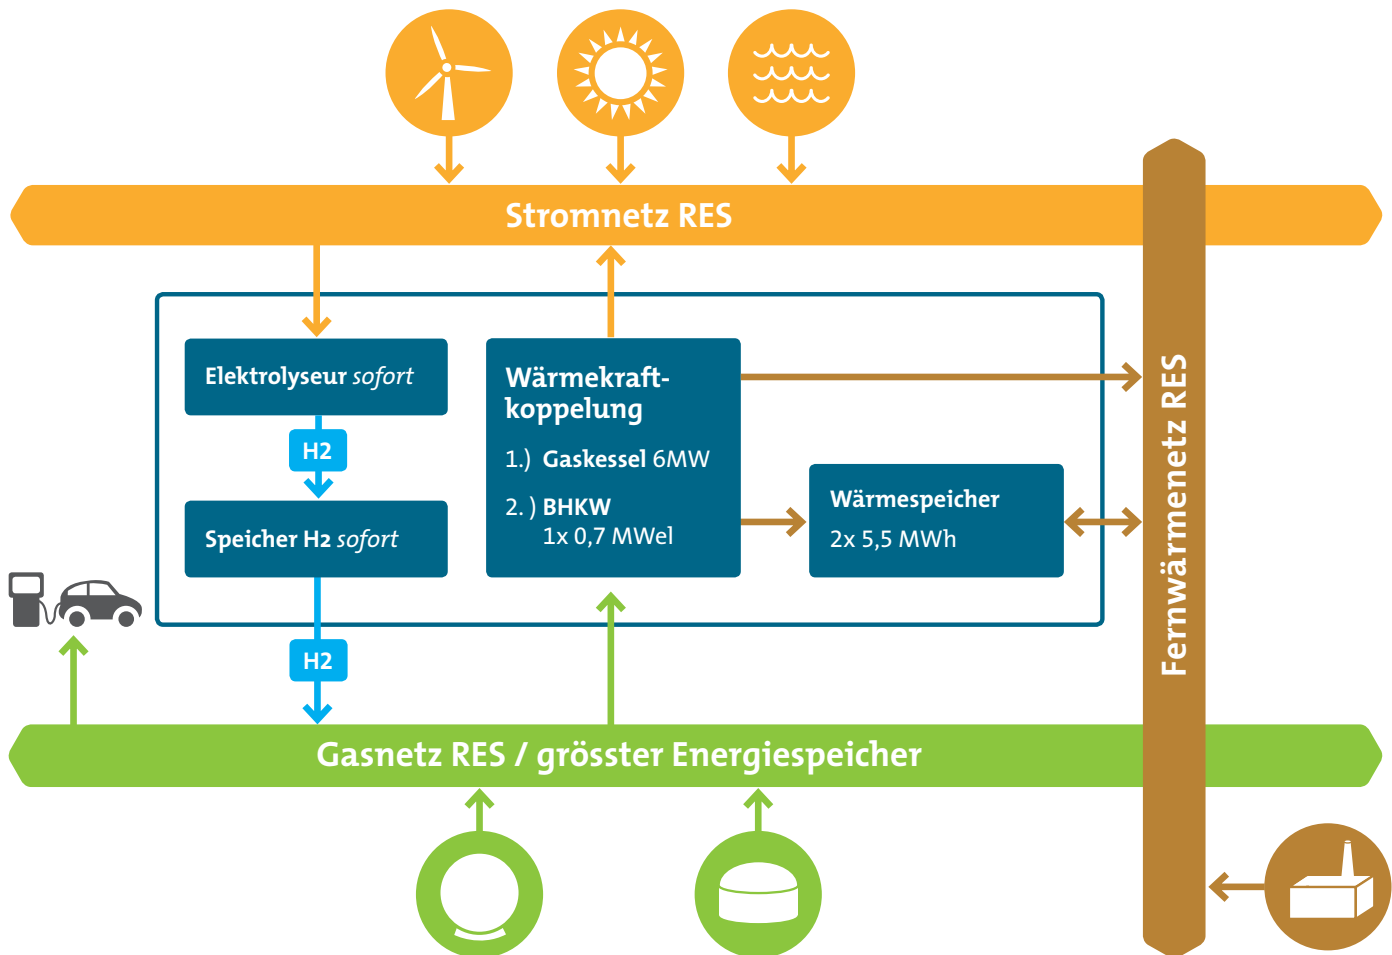 Stromnetz RES
Elektrolyseur sofort
H2
Speicher H2 sofort
H2
Wärmekraft-
koppelung
1.) Gaskessel 6MW
2. ) BHKW
1x 0,7 MWel
Wärmespeicher
2x 5,5 MWh
Fernwärmenetz RES
Gasnetz RES / grösster Energiespeicher